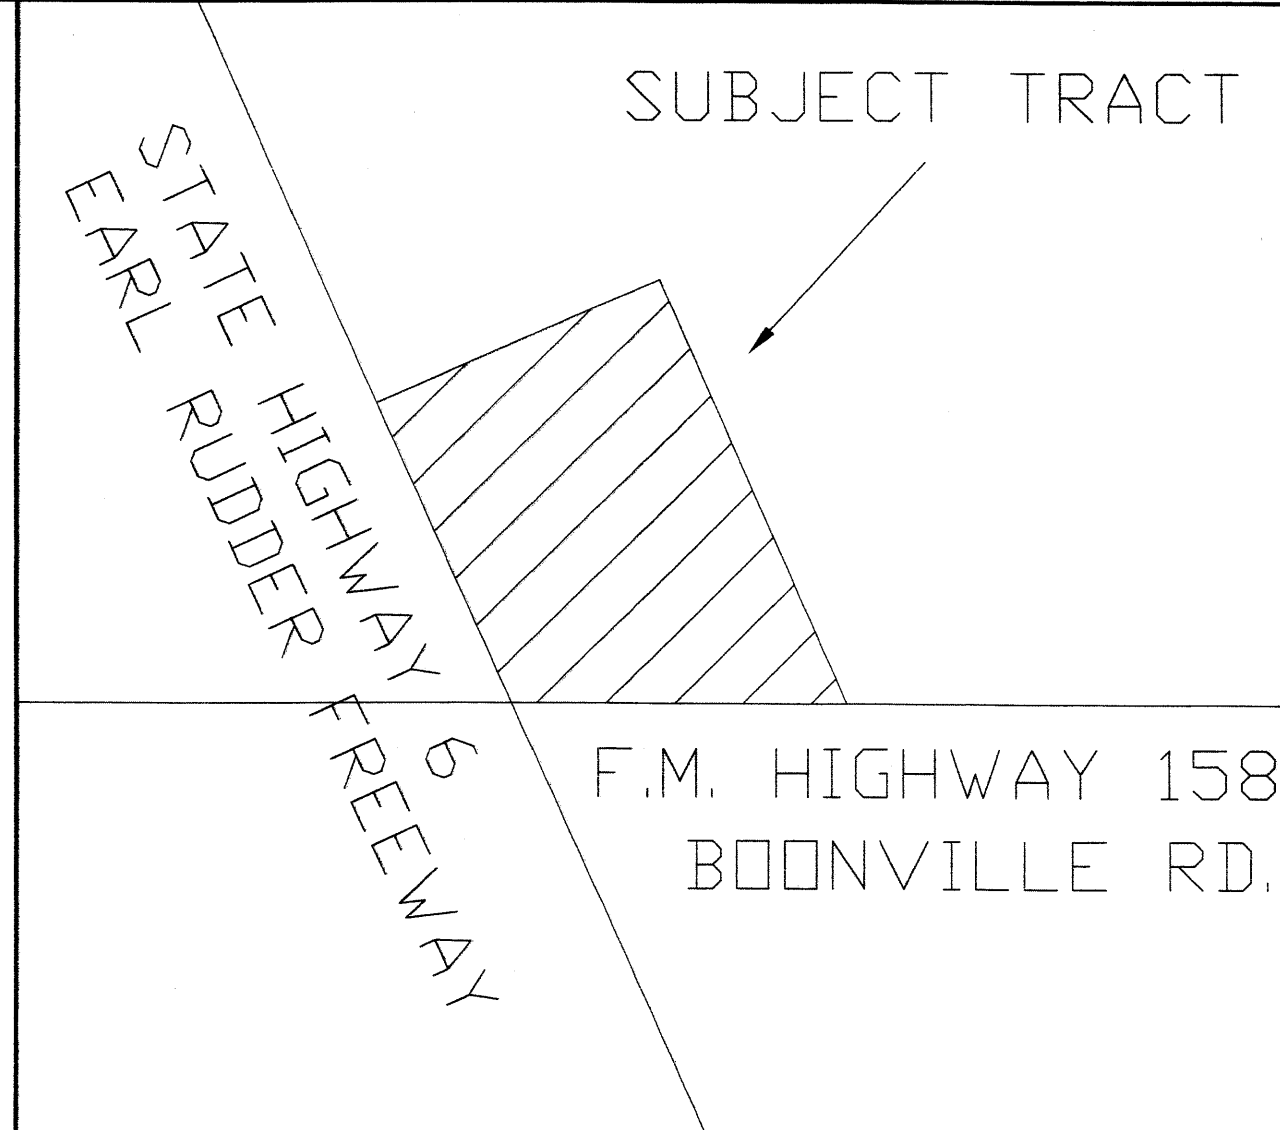 SUBJECT TRACT
STATE HIGHWAY 6
EARL RUDDER FREEWAY
F.M. HIGHWAY 158
BOONVILLE RD.